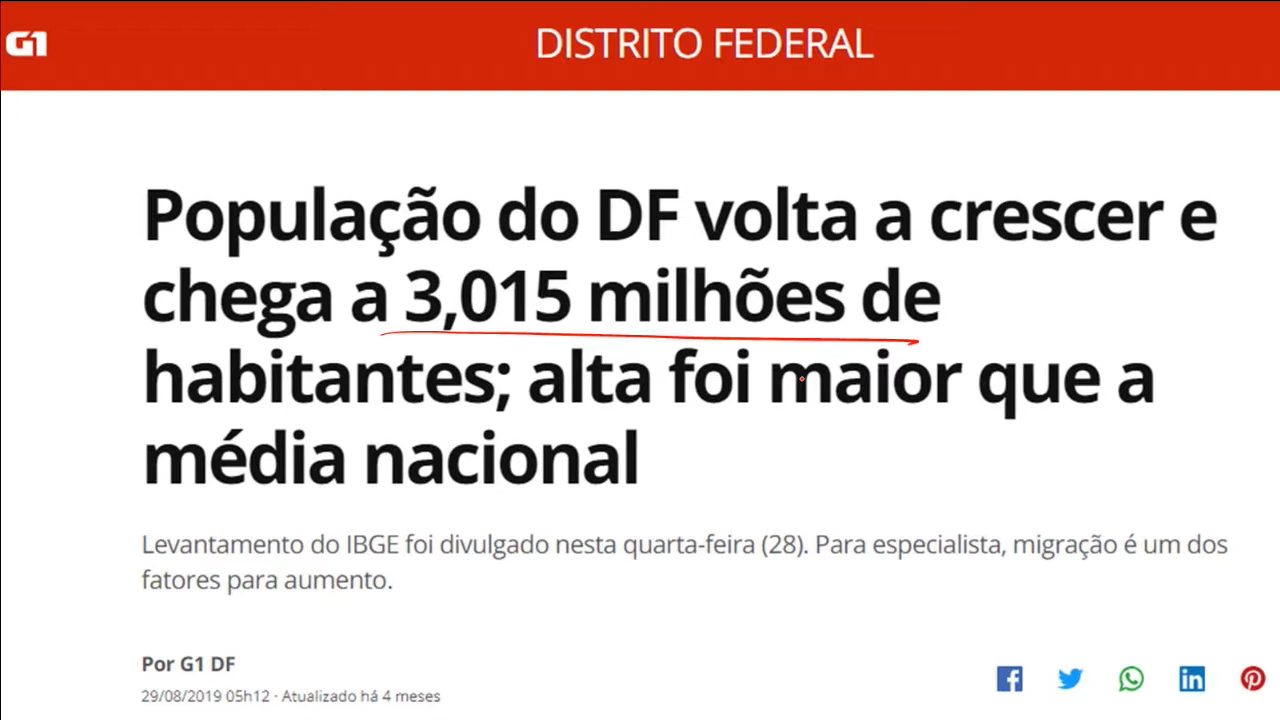 G1
DISTRITO FEDERAL
População do DF volta a crescer e
chega a 3,015 milhões de
habitantes; alta foi maior que a
média nacional
Levantamento do IBGE foi divulgado nesta quarta-feira (28). Para especialista, migração é um dos
fatores para aumento.
Por G1 DF
29/08/2019 05h12 · Atualizado há 4 meses